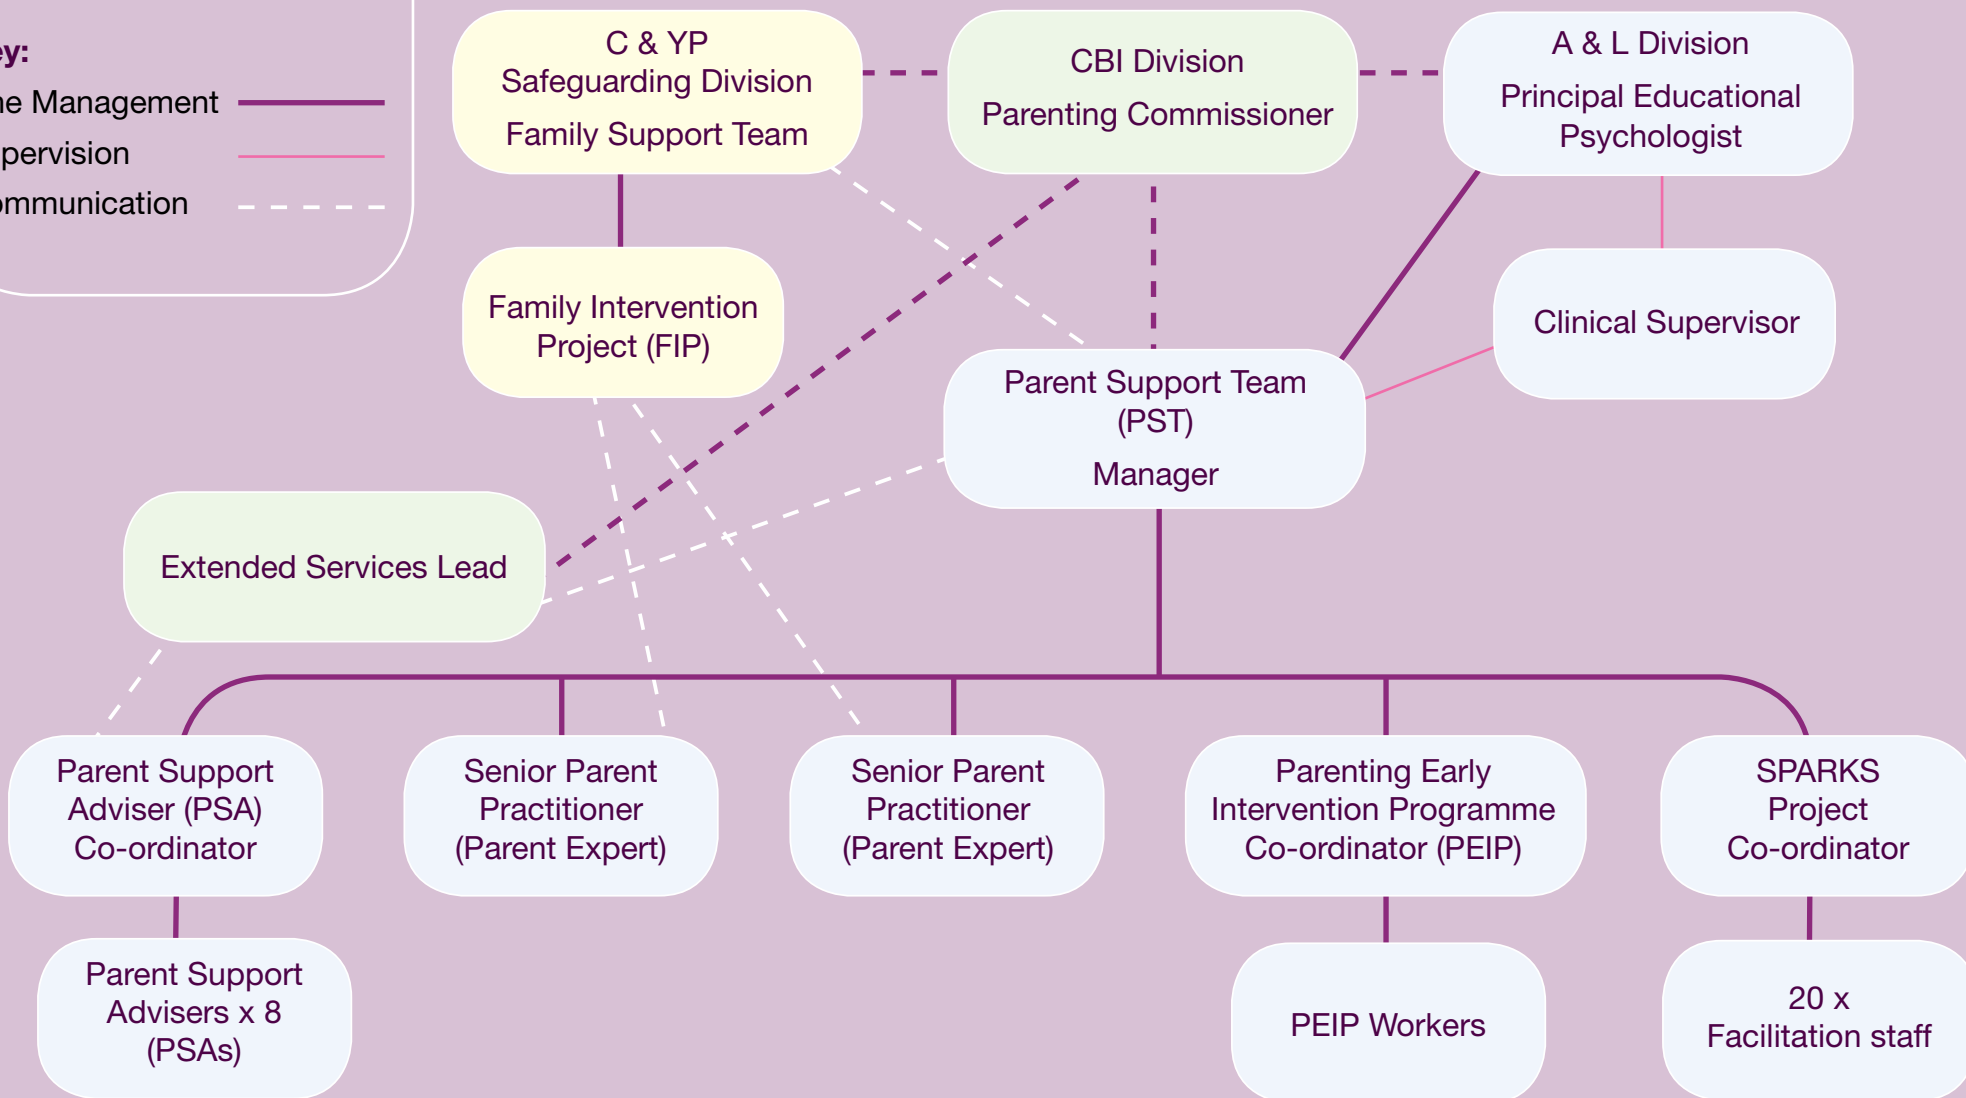 ey:
ne Management
pervision
ommunication
C & YP
Safeguarding Division
Family Support Team
CBI Division
Parenting Commissioner
A & L Division
Principal Educational
Psychologist
Family Intervention
Project (FIP)
Clinical Supervisor
Parent Support Team
(PST)
Manager
Extended Services Lead
Parent Support
Adviser (PSA)
Co-ordinator
Senior Parent
Practitioner
(Parent Expert)
Senior Parent
Practitioner
(Parent Expert)
Parenting Early
Intervention Programme
Co-ordinator (PEIP)
SPARKS
Project
Co-ordinator
Parent Support
Advisers x 8
(PSAs)
PEIP Workers
20 x
Facilitation staff